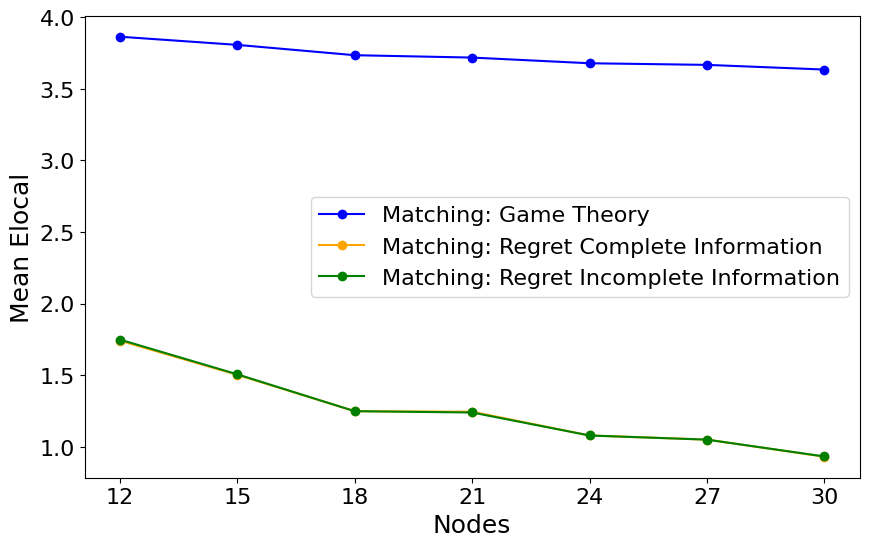 4.0
3.5
3.0
2.5
2.0
1.5
1.0
Mean Elocal
Matching: Game Theory
Matching: Regret Complete Information
Matching: Regret Incomplete Information
12 15 18 21 24 27 30
Nodes